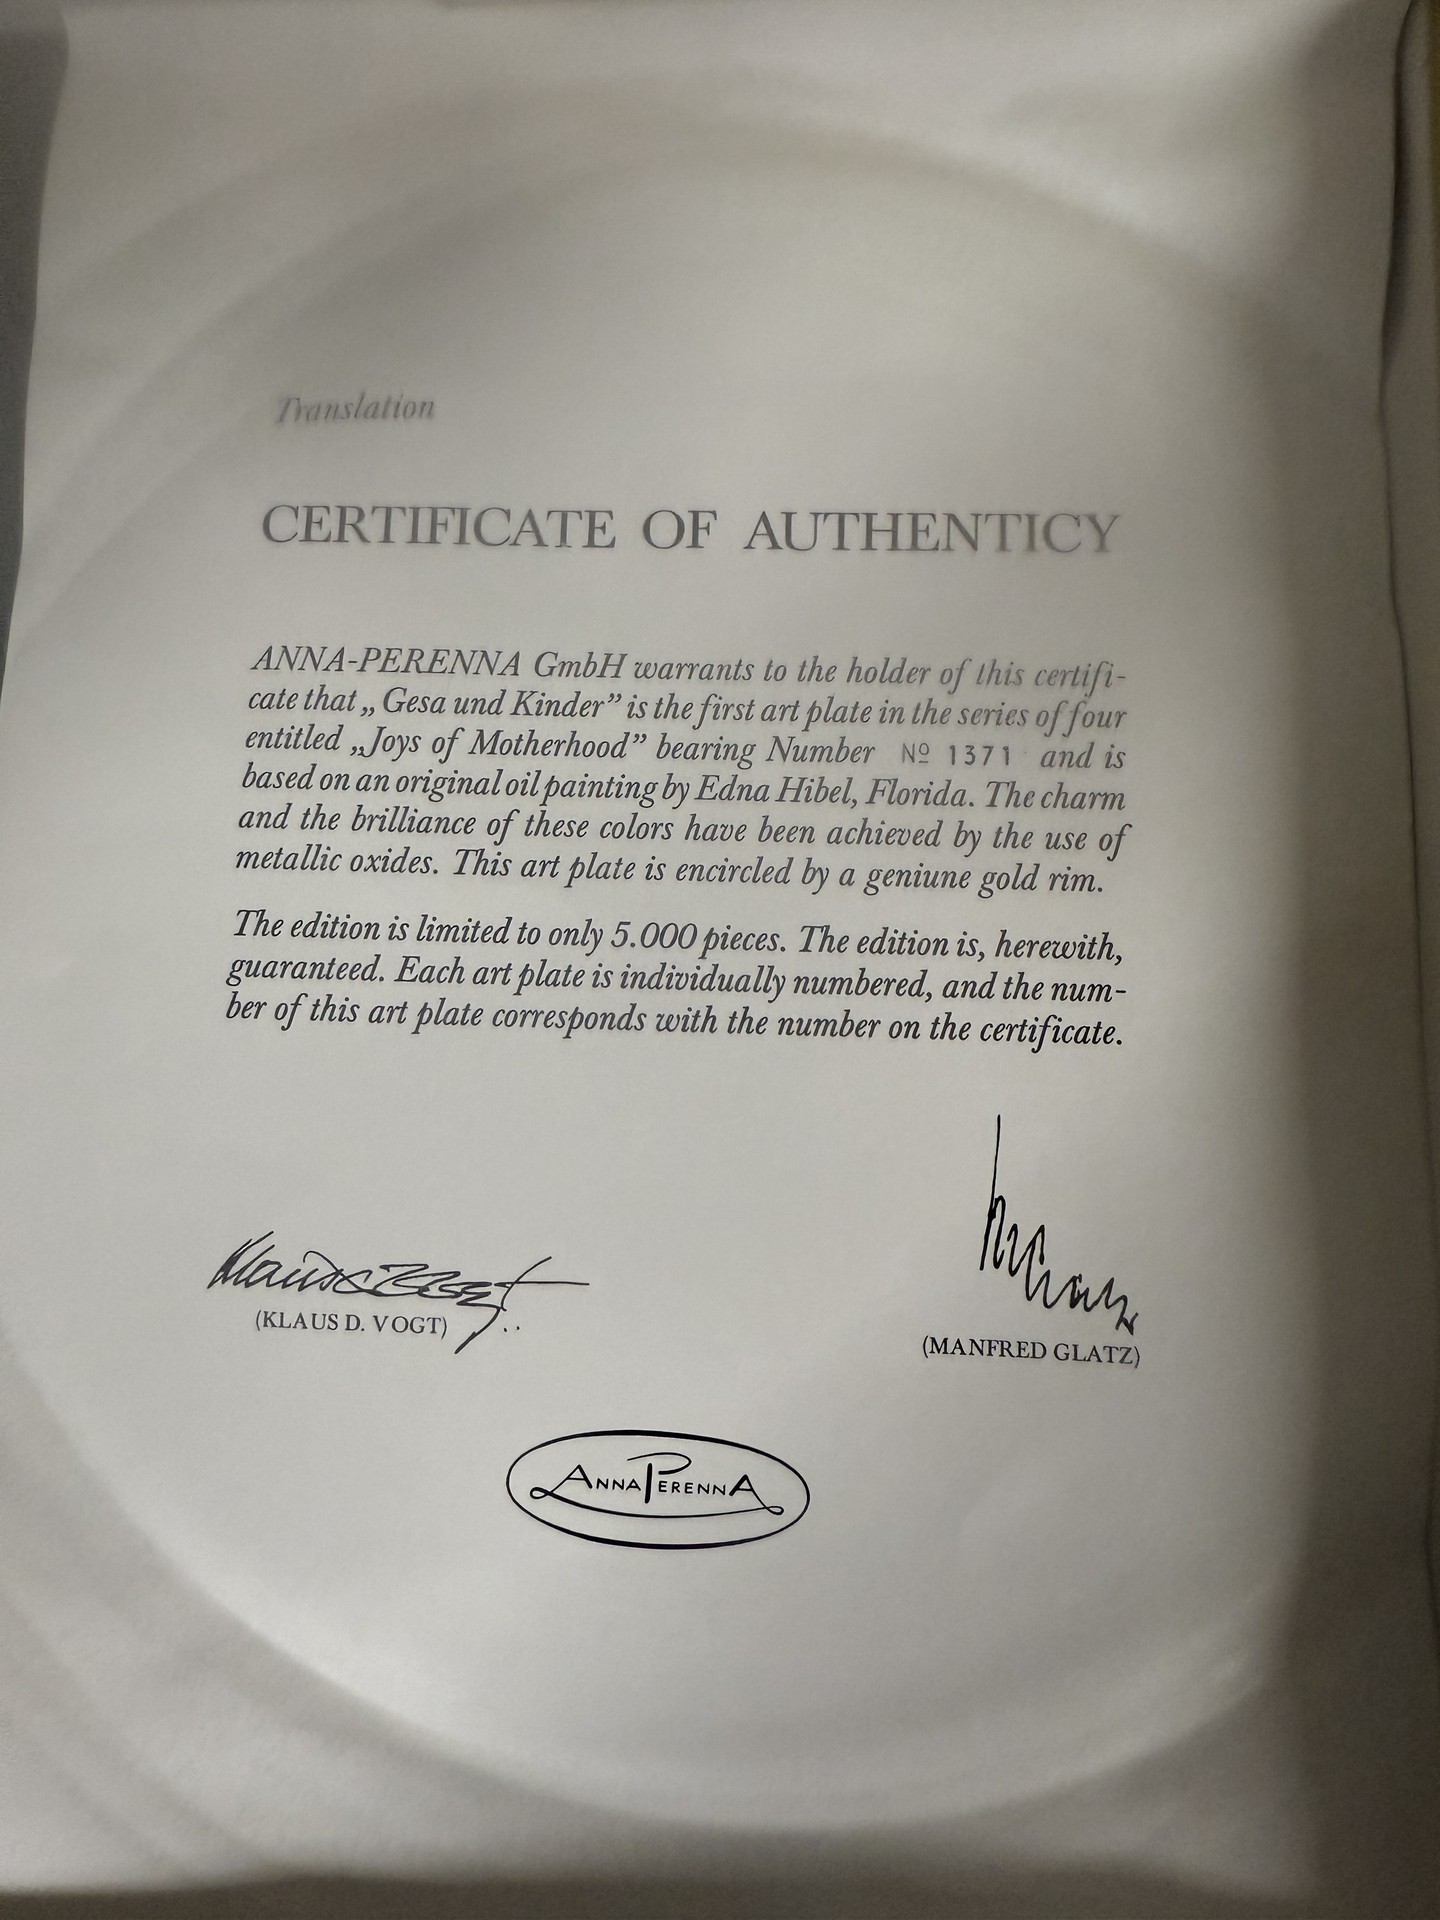 Translation
CERTIFICATE OF AUTHENTICY
ANNA-PERENNA GmbH warrants to the holder of this certifi-
cate that „ Gesa und Kinder” is the first art plate in the series of four
entitled „Joys of Motherhood” bearing Number Nº 1371 and is
based on an original oil painting by Edna Hibel, Florida. The charm
and the brilliance of these colors have been achieved by the use of
metallic oxides. This art plate is encircled by a geniune gold rim.
The edition is limited to only 5.000 pieces. The edition is, herewith,
guaranteed. Each art plate is individually numbered, and the num-
ber of this art plate corresponds with the number on the certificate.
(KLAUS D. VOGT)
(MANFRED GLATZ)
ANNA PERENNA